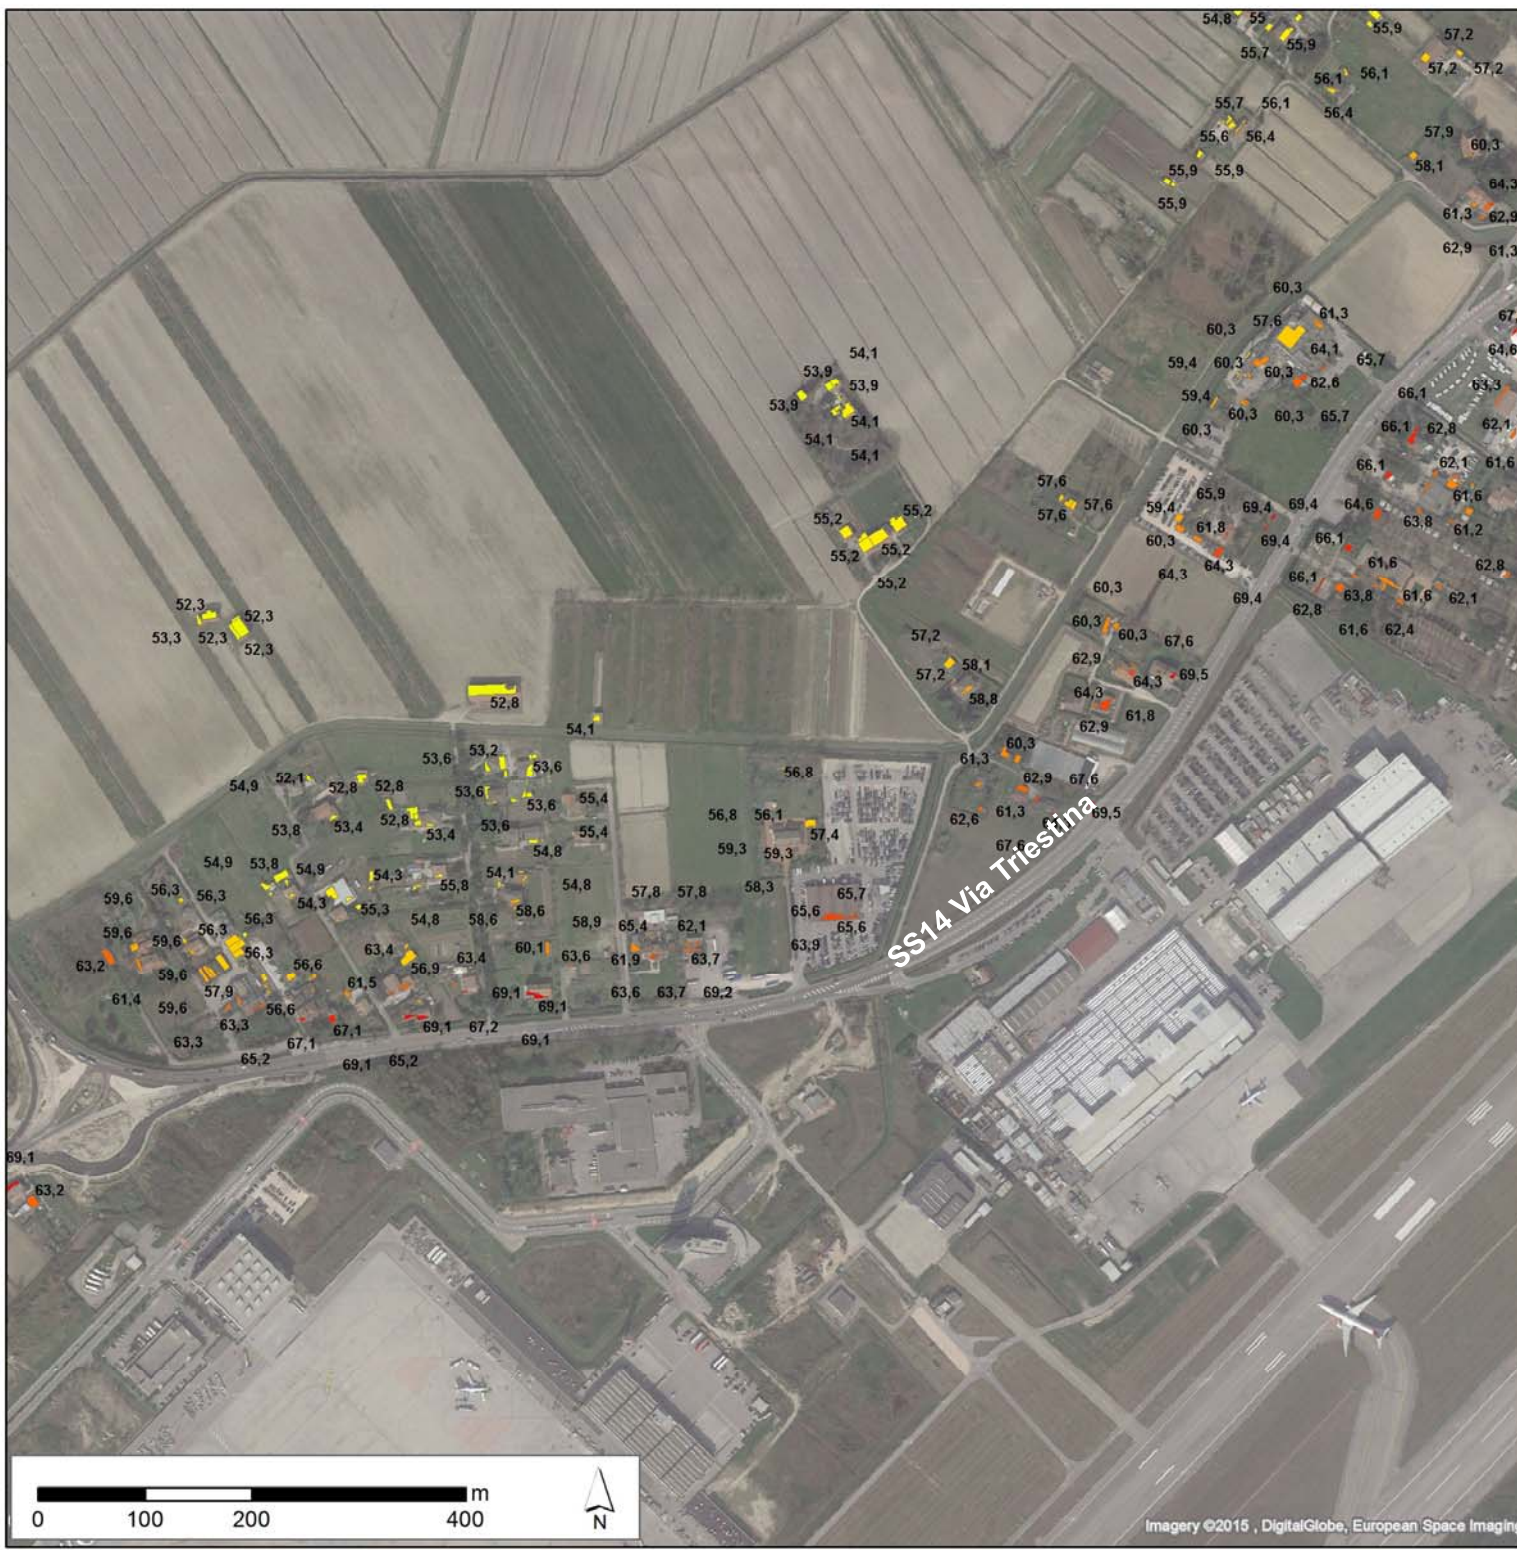 54,8 55 55,9 57,2
55,7 55,9 57,2 57,2
56,1 56,1
55,7 56,1 56,4
55,6 56,4 57,9 60,3
55,9 55,9 58,1
55,9 64,3
61,3 62,9
62,9 61,3
60,3
60,3 57,6 61,3
54,1 64,1 65,7 64,6
53,9 53,9 59,4 60,3 60,3 62,6 63,3
53,9 59,4 66,1
54,1 60,3 60,3 60,3 65,7 62,1
54,1 66,1 62,8
54,1 66,1 62,1 61,6
57,6 65,9 61,6
55,2 57,6 57,6 59,4 69,4 69,4 64,6 63,8 61,2
55,2 61,8
55,2 55,2 60,3 69,4 66,1
55,2 64,3 64,3 61,6 62,8
60,3 69,4 66,1 63,8 61,6 62,1
52,3 52,3 62,8
53,3 52,3 52,3 57,2 60,3 60,3 67,6 61,6 62,4
57,2 58,1 62,9
52,8 58,8 64,3 64,3 69,5
54,1 62,9 61,8
53,6 53,2 53,6 61,3 60,3
54,9 52,1 52,8 52,8 53,6 55,4 56,8 62,9 67,6
53,8 53,4 52,8 53,4 53,6 53,6 55,4 56,8 56,1 57,4 62,6 61,3 69,5
54,8 59,3 59,3 67,6
54,9 53,8 54,9 54,3 54,1
59,6 56,3 56,3 54,3 55,3 55,8 54,8 57,8 57,8 58,3 65,7
56,3 54,8 58,6 58,6 58,9 65,6 65,6
59,6 59,6 56,3 56,3 63,4 63,4 60,1 65,4 62,1 63,9
63,2 59,6 56,6 56,9 63,6 61,9 63,7
61,4 59,6 57,9 56,6 61,5 69,1 69,1 63,6 63,7 69,2
63,3 63,3 67,1 67,1 69,1 67,2 69,1
65,2 69,1 65,2
SS14 Via Triestina
69,1
63,2
m
0 100 200 400
N
Imagery ©2015 , DigitalGlobe, European Space Imaging